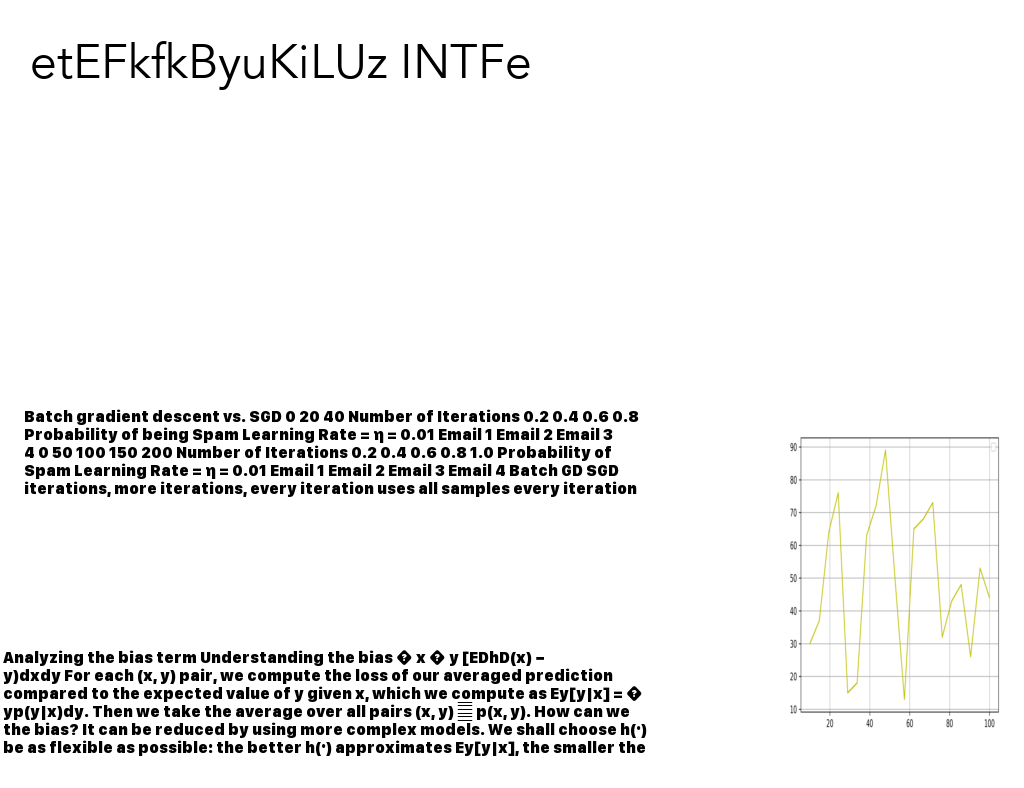 etEFkfkByuKiLUz INTFe
Batch gradient descent vs. SGD 0 20 40 Number of Iterations 0.2 0.4 0.6 0.8
Probability of being Spam Learning Rate = η = 0.01 Email 1 Email 2 Email 3
4 0 50 100 150 200 Number of Iterations 0.2 0.4 0.6 0.8 1.0 Probability of
Spam Learning Rate = η = 0.01 Email 1 Email 2 Email 3 Email 4 Batch GD SGD
iterations, more iterations, every iteration uses all samples every iteration
90
80
70
60
50
40
30
20
10
20 40 60 80 100
Analyzing the bias term Understanding the bias � x � y [EDhD(x) −
y)dxdy For each (x, y) pair, we compute the loss of our averaged prediction
compared to the expected value of y given x, which we compute as Ey[y|x] = �
yp(y|x)dy. Then we take the average over all pairs (x, y) p(x, y). How can we
the bias? It can be reduced by using more complex models. We shall choose h(·)
be as flexible as possible: the better h(·) approximates Ey[y|x], the smaller the